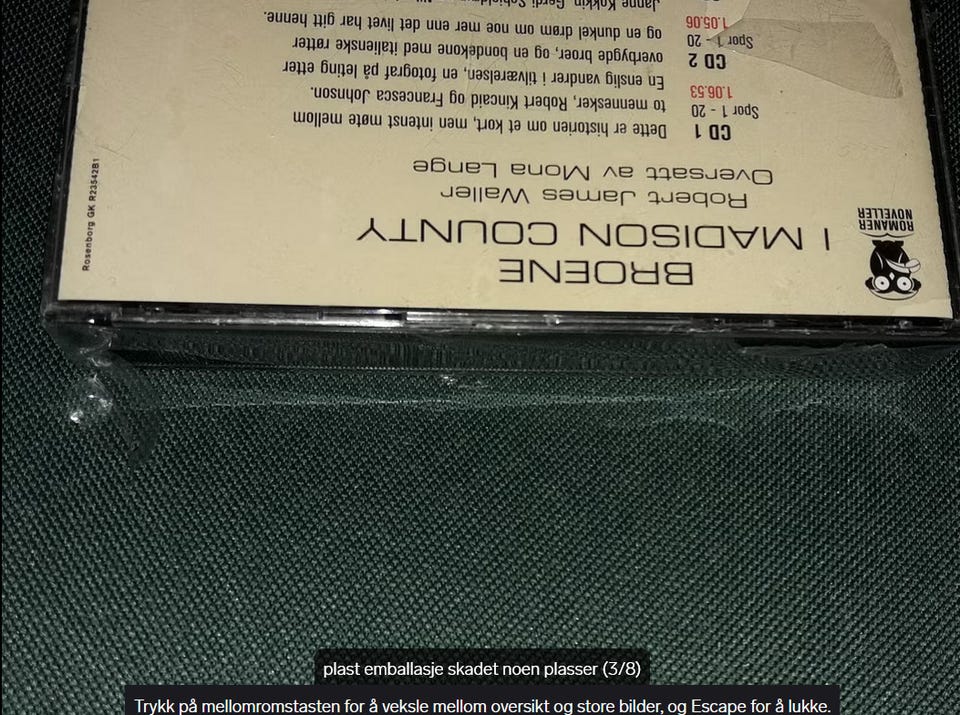 ROMANER
NOVELLER
BROENE
I MADISON COUNTY
Robert James Waller
Oversatt av Mona Lange
CD 1
Spor 1 - 20
1.06.53
CD 2
Spor 1 - 20
1.05.06
Dette er historien om et kort, men intenst møte mellom
to mennesker, Robert Kincaid og Francesca Johnson.
En enslig vandrer i tilværelsen, en fotograf på leting etter
overbygde broer, og en bondekone med italienske røtter
og en dunkel drøm om noe mer enn det livet har gitt henne.
Janne Kokkin, Gerdi
Rosenborg GK R23542B1
plast emballasje skadet noen plasser (3/8)
Trykk på mellomromstasten for å veksle mellom oversikt og store bilder, og Escape for å lukke.